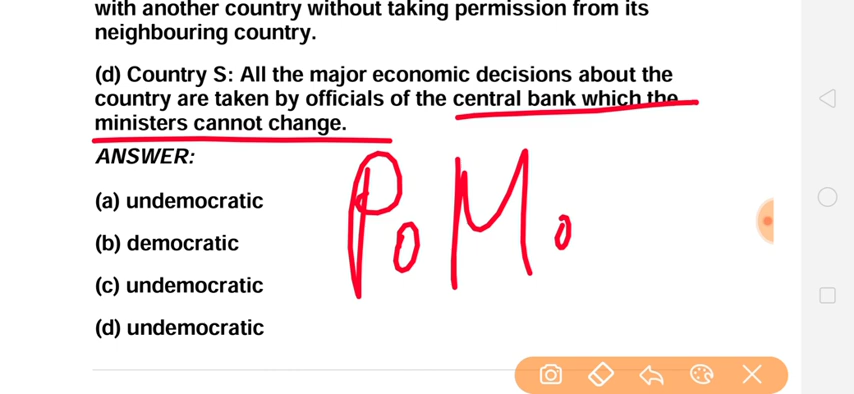 with another country without taking permission from its
neighbouring country.
(d) Country S: All the major economic decisions about the
country are taken by officials of the central bank which the
ministers cannot change.
ANSWER:
(a) undemocratic
(b) democratic
(c) undemocratic
(d) undemocratic
PoMo